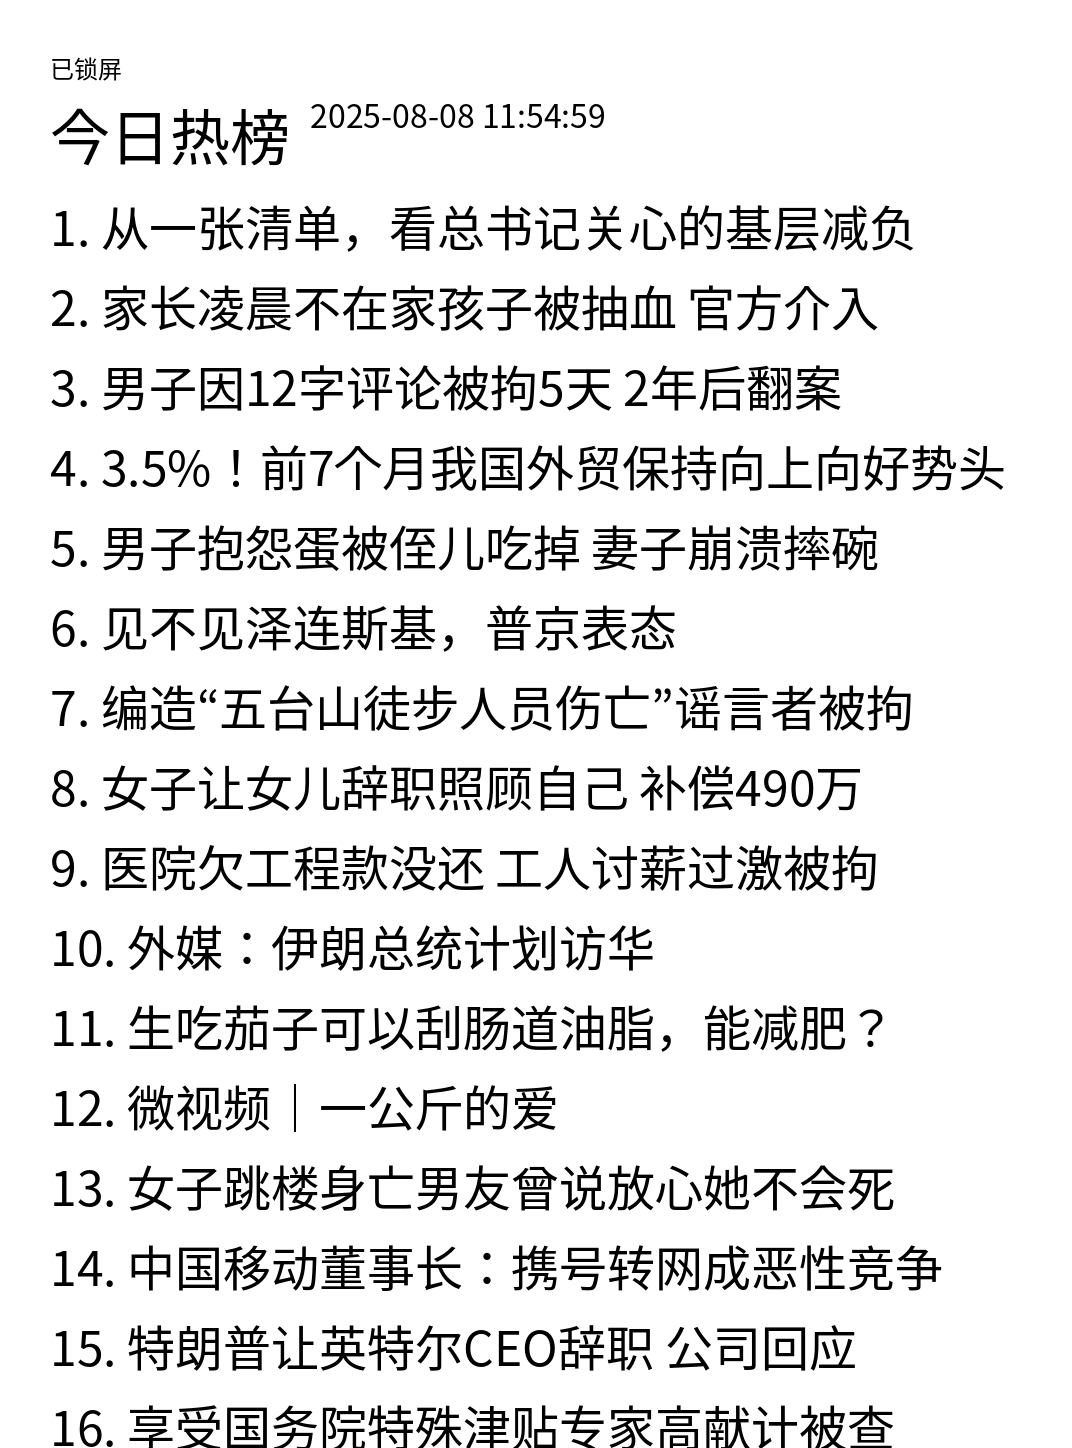 已锁屏
今日热榜 2025-08-08 11:54:59
1. 从一张清单，看总书记关心的基层减负
2. 家长凌晨不在家孩子被抽血 官方介入
3. 男子因12字评论被拘5天 2年后翻案
4. 3.5%！前7个月我国外贸保持向上向好势头
5. 男子抱怨蛋被侄儿吃掉 妻子崩溃摔碗
6. 见不见泽连斯基，普京表态
7. 编造“五台山徒步人员伤亡”谣言者被拘
8. 女子让女儿辞职照顾自己 补偿490万
9. 医院欠工程款没还 工人讨薪过激被拘
10. 外媒：伊朗总统计划访华
11. 生吃茄子可以刮肠道油脂，能减肥？
12. 微视频｜一公斤的爱
13. 女子跳楼身亡男友曾说放心她不会死
14. 中国移动董事长：携号转网成恶性竞争
15. 特朗普让英特尔CEO辞职 公司回应
16. 享受国务院特殊津贴专家高献计被查